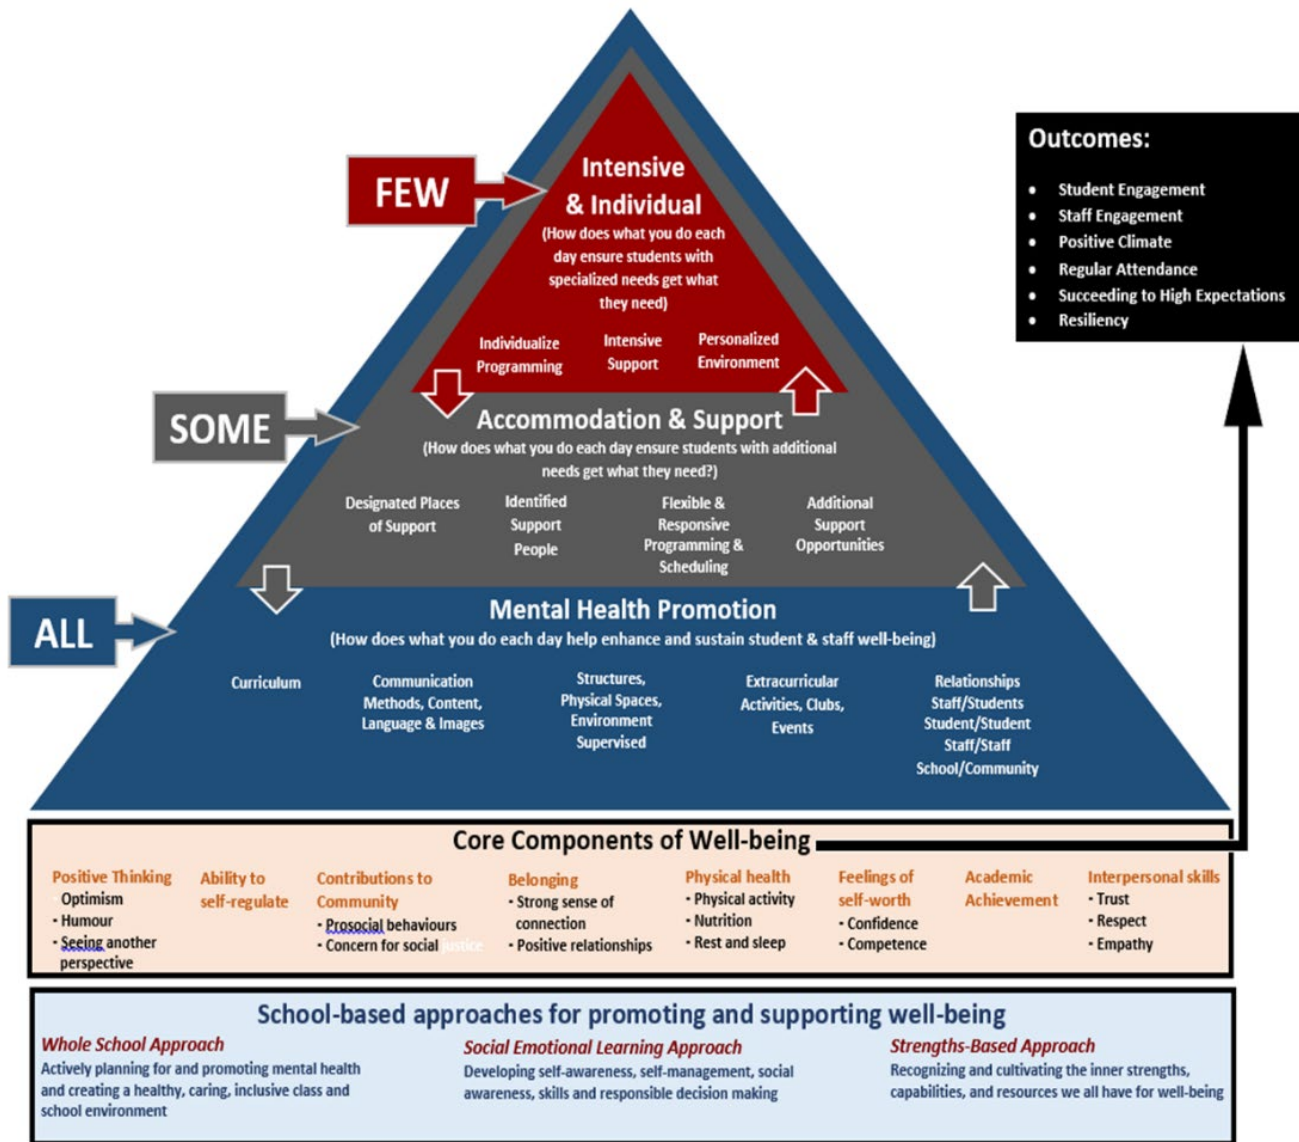 Outcomes:
• Student Engagement
• Staff Engagement
• Positive Climate
• Regular Attendance
• Succeeding to High Expectations
• Resiliency
FEW
Intensive
& Individual
(How does what you do each
day ensure students with
specialized needs get what
they need)
Individualize
Programming
Intensive
Support
Personalized
Environment
SOME
Accommodation & Support
(How does what you do each day ensure students with additional
needs get what they need?)
Designated Places
of Support
Identified
Support
People
Flexible &
Responsive
Programming &
Scheduling
Additional
Support
Opportunities
ALL
Mental Health Promotion
(How does what you do each day help enhance and sustain student & staff well-being)
Curriculum
Communication
Methods, Content,
Language & Images
Structures,
Physical Spaces,
Environment
Supervised
Extracurricular
Activities, Clubs,
Events
Relationships
Staff/Students
Student/Student
Staff/Staff
School/Community
Core Components of Well-being
Positive Thinking
Optimism
- Humour
- Seeing another
perspective
Ability to
self-regulate
Contributions to
Community
- Prosocial behaviours
- Concern for social justice
Belonging
- Strong sense of
connection
- Positive relationships
Physical health
- Physical activity
- Nutrition
- Rest and sleep
Feelings of
self-worth
- Confidence
- Competence
Academic
Achievement
Interpersonal skills
- Trust
- Respect
- Empathy
School-based approaches for promoting and supporting well-being
Whole School Approach
Actively planning for and promoting mental health
and creating a healthy, caring, inclusive class and
school environment
Social Emotional Learning Approach
Developing self-awareness, self-management, social
awareness, skills and responsible decision making
Strengths-Based Approach
Recognizing and cultivating the inner strengths,
capabilities, and resources we all have for well-being